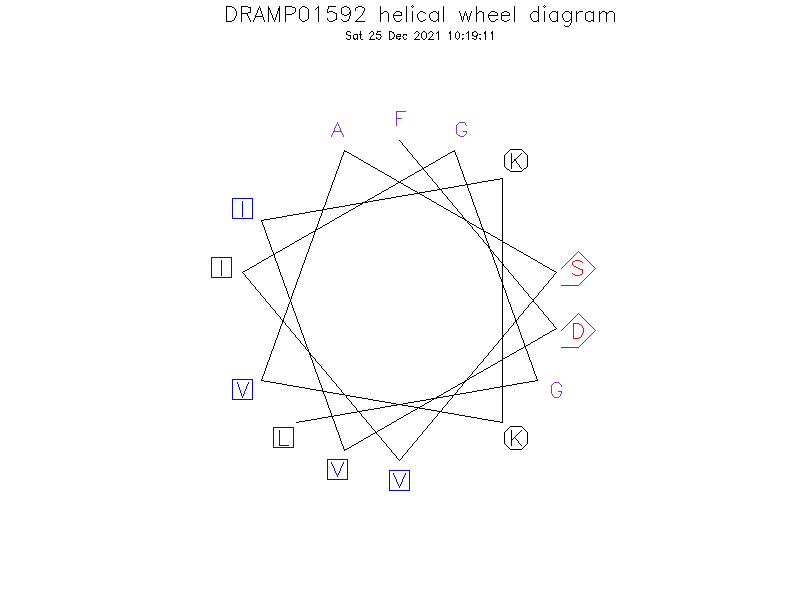 DRAMP01592 helical wheel diagram
Sat 25 Dec 2021 10:19:11
F
A
G
K
I
I
S
D
V
G
L
K
V
V